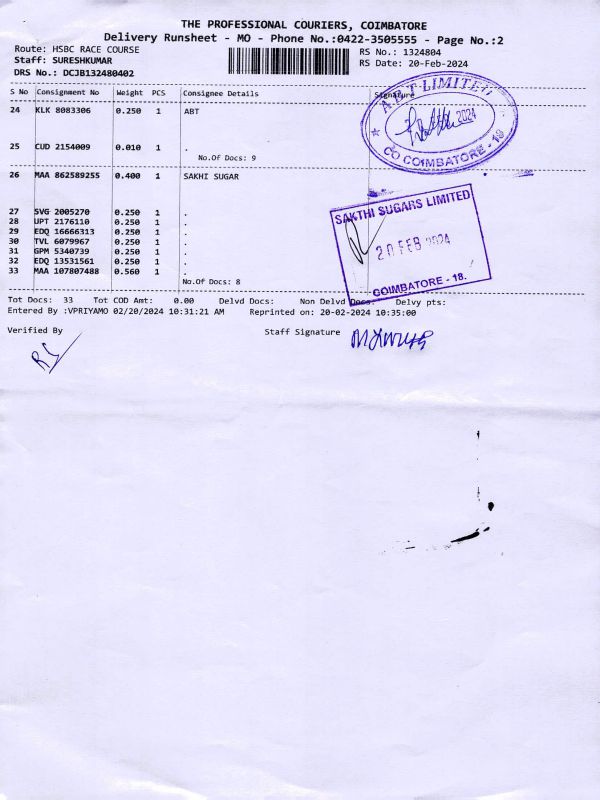 THE PROFESSIONAL COURIERS, COIMBATORE
Delivery Runsheet - MO - Phone No.:0422-3505555 - Page No.:2
Route: HSBC RACE COURSE RS No.: 1324804
Staff: SURESHKUMAR RS Date: 20-Feb-2024
DRS No.: DCJB132480402
S No Consignment No Weight PCS Consignee Details Signature
24 KLK 8083306 0.250 1 ABT
A.B.T. LIMITED
2024
CO COIMBATORE - 18
25 CUD 2154009 0.010 1 .
No.Of Docs: 9
26 MAA 862589255 0.400 1 SAKHI SUGAR
SAKTHI SUGARS LIMITED
20 FEB 2024
COIMBATORE - 18.
27 SVG 2005270 0.250 1 .
28 UPT 2176110 0.250 1 .
29 EDQ 16666313 0.250 1 .
30 TVL 6079967 0.250 1 .
31 GPM 5340739 0.250 1 .
32 EDQ 13531561 0.250 1 .
33 MAA 107807488 0.560 1 .
No.Of Docs: 8
Tot Docs: 33 Tot COD Amt: 0.00 Delvd Docs: Non Delvd Docs: Delvy pts:
Entered By :VPRIYAMO 02/20/2024 10:31:21 AM Reprinted on: 20-02-2024 10:35:00
Verified By Staff Signature